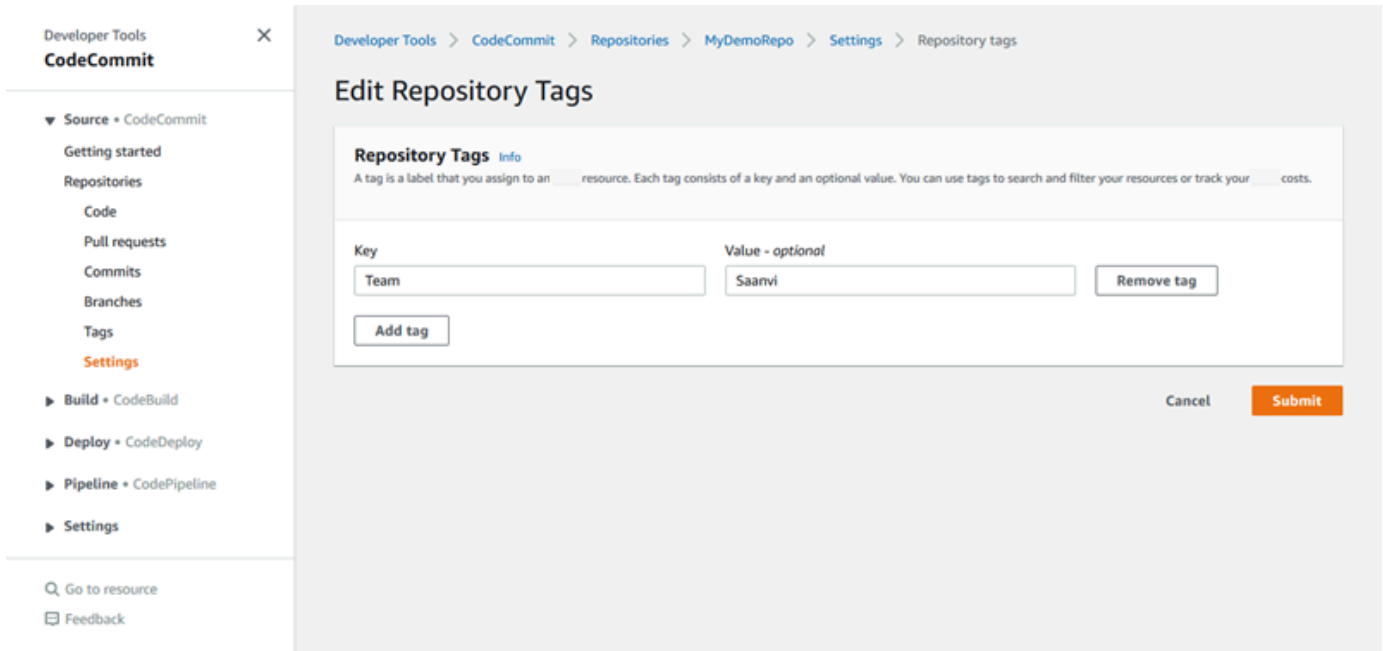 Developer Tools
CodeCommit
Source • CodeCommit
Getting started
Repositories
Code
Pull requests
Commits
Branches
Tags
Settings
Build • CodeBuild
Deploy • CodeDeploy
Pipeline • CodePipeline
Settings
Go to resource
Feedback
Developer Tools > CodeCommit > Repositories > MyDemoRepo > Settings > Repository tags
Edit Repository Tags
Repository Tags Info
A tag is a label that you assign to an resource. Each tag consists of a key and an optional value. You can use tags to search and filter your resources or track your costs.
Key Value - optional
Team Saanvi Remove tag
Add tag
Cancel Submit